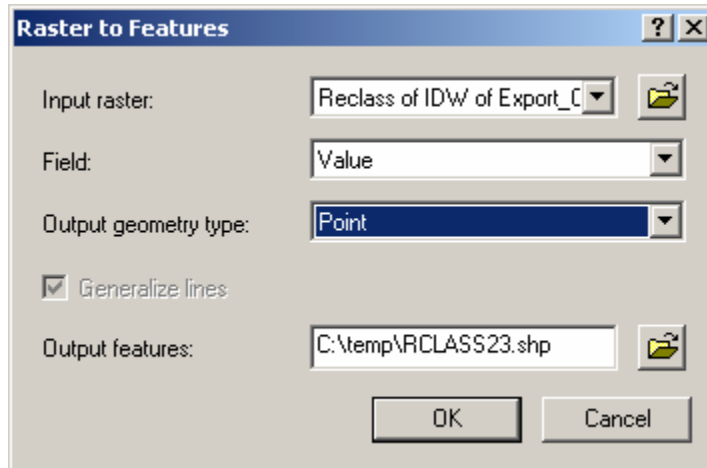 Raster to Features
Input raster: Reclass of IDW of Export_
Field: Value
Output geometry type: Point
Generalize lines
Output features: C:\temp\RCLASS23.shp
OK Cancel